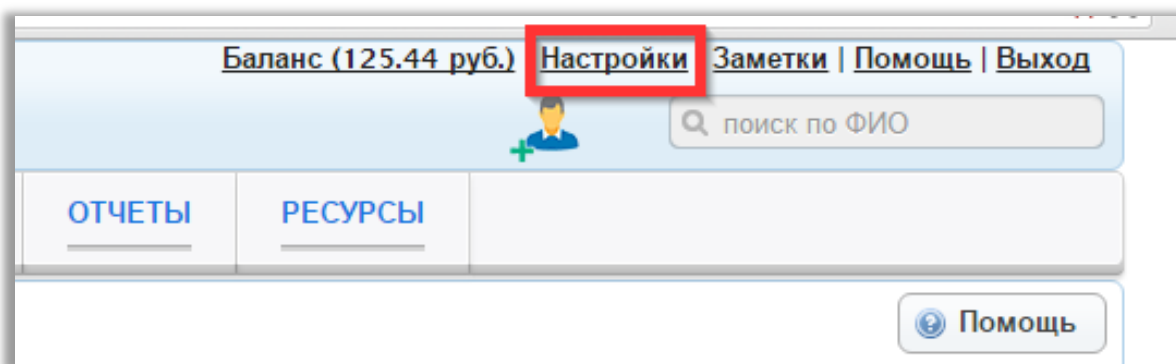 Баланс (125.44 руб.) Настройки Заметки | Помощь | Выход
поиск по ФИО
ОТЧЕТЫ РЕСУРСЫ
Помощь